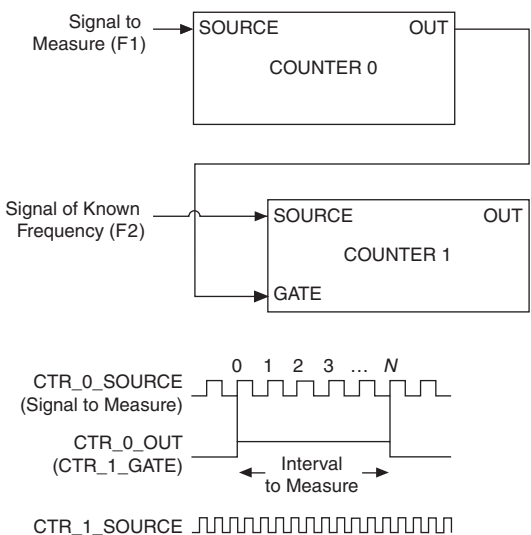 Signal to
Measure (F1)
SOURCE OUT
COUNTER 0
Signal of Known
Frequency (F2)
SOURCE OUT
COUNTER 1
GATE
0 1 2 3 … N
CTR_0_SOURCE
(Signal to Measure)
CTR_0_OUT
(CTR_1_GATE)
Interval
to Measure
CTR_1_SOURCE